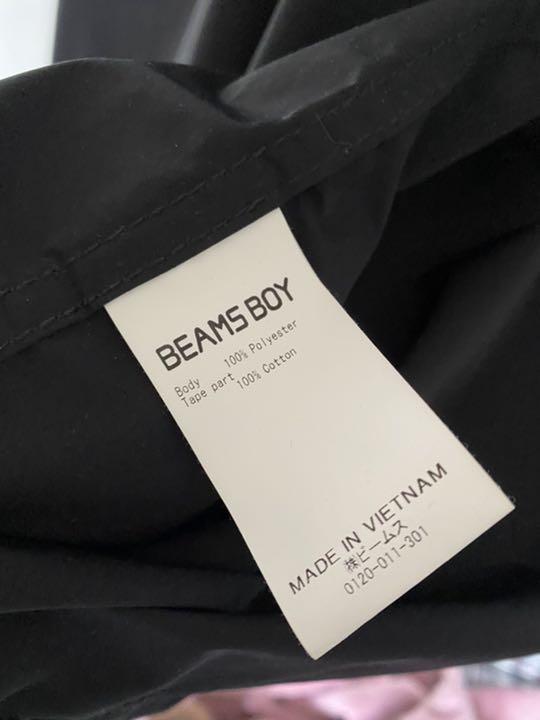 BEAMS BOY
Body 100% Polyester
Tape part 100% Cotton
MADE IN VIETNAM
㈱ビームス
0120-011-301